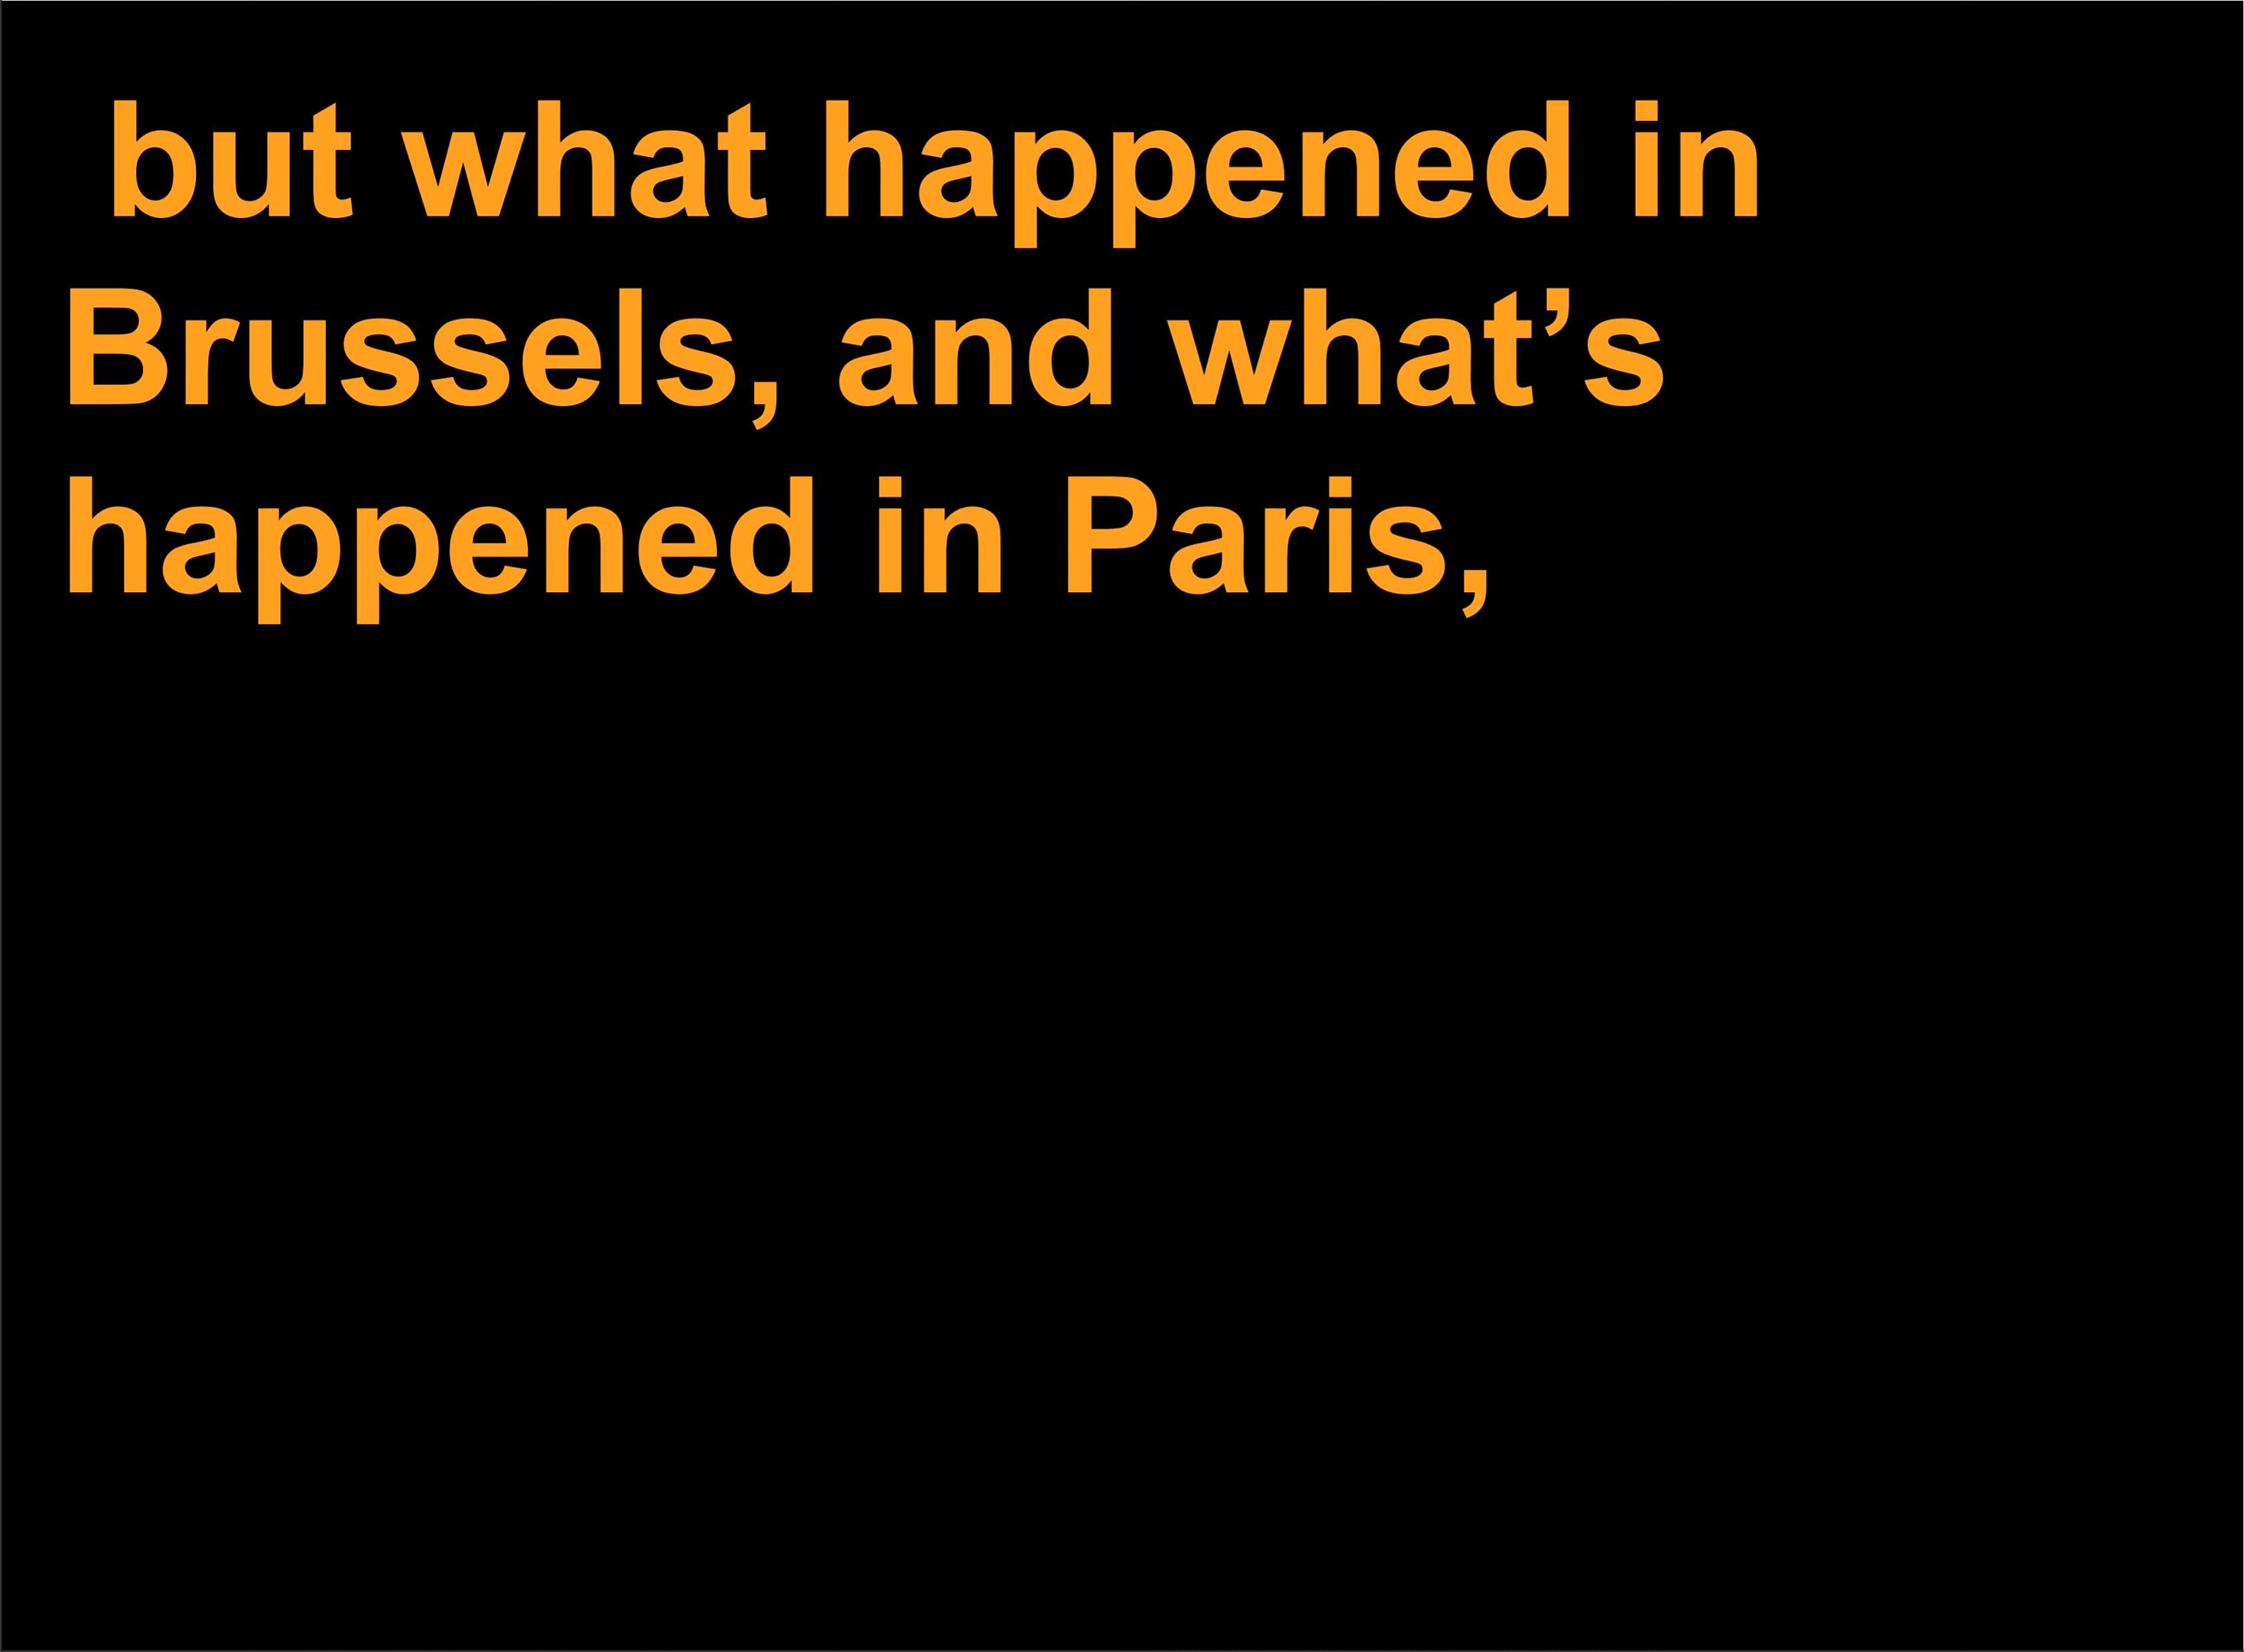 but what happened in
Brussels, and what’s
happened in Paris,